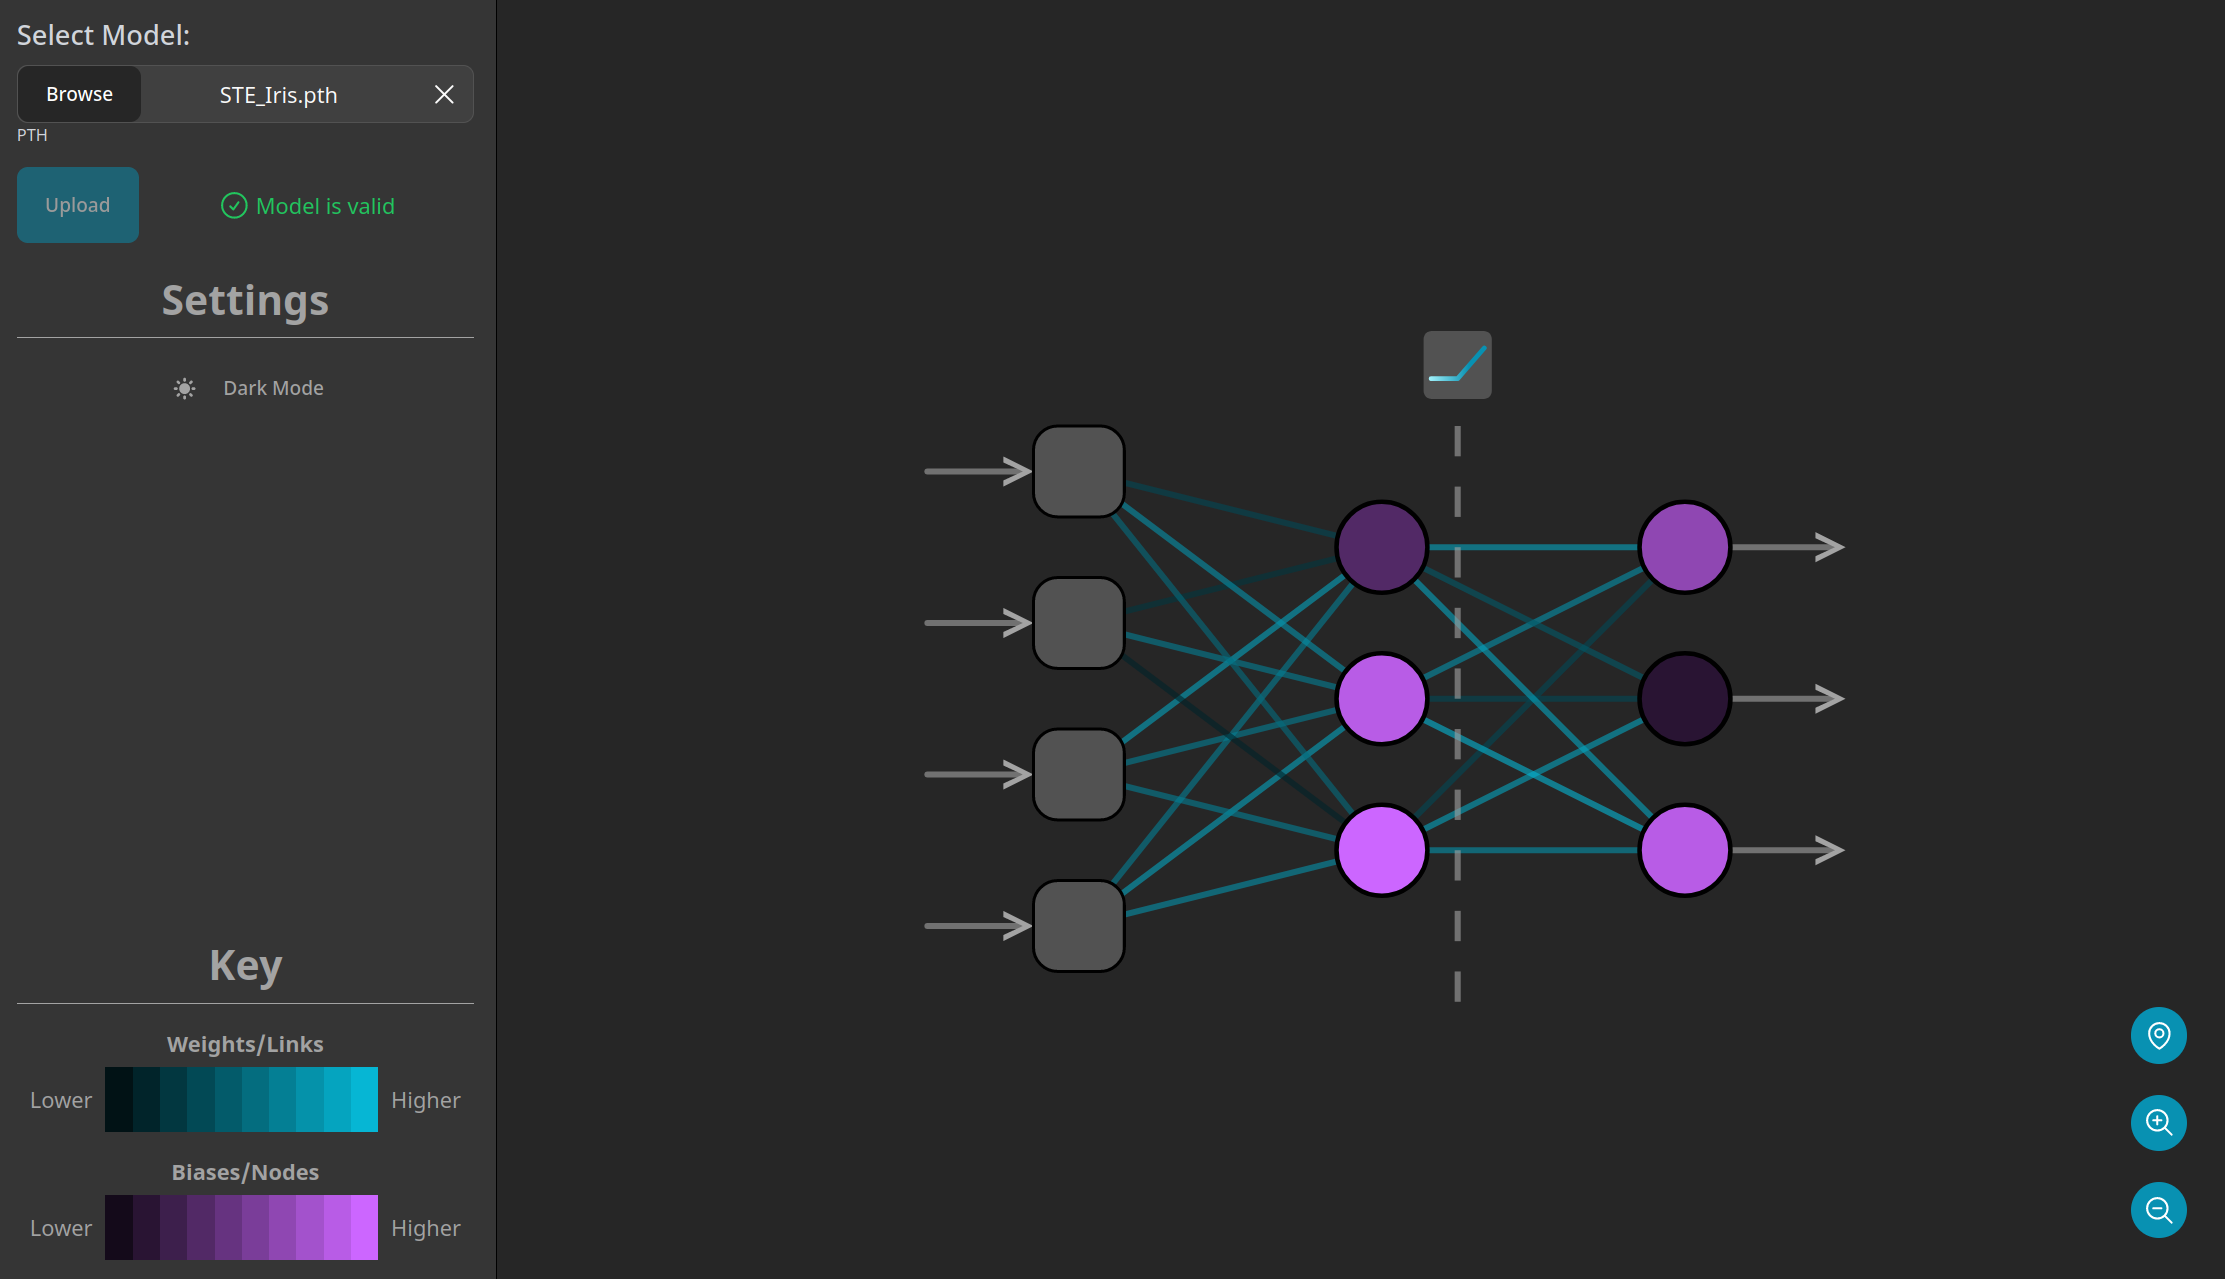 Select Model:
Browse STE_Iris.pth
PTH
Upload Model is valid
Settings
Dark Mode
Key
Weights/Links
Lower Higher
Biases/Nodes
Lower Higher